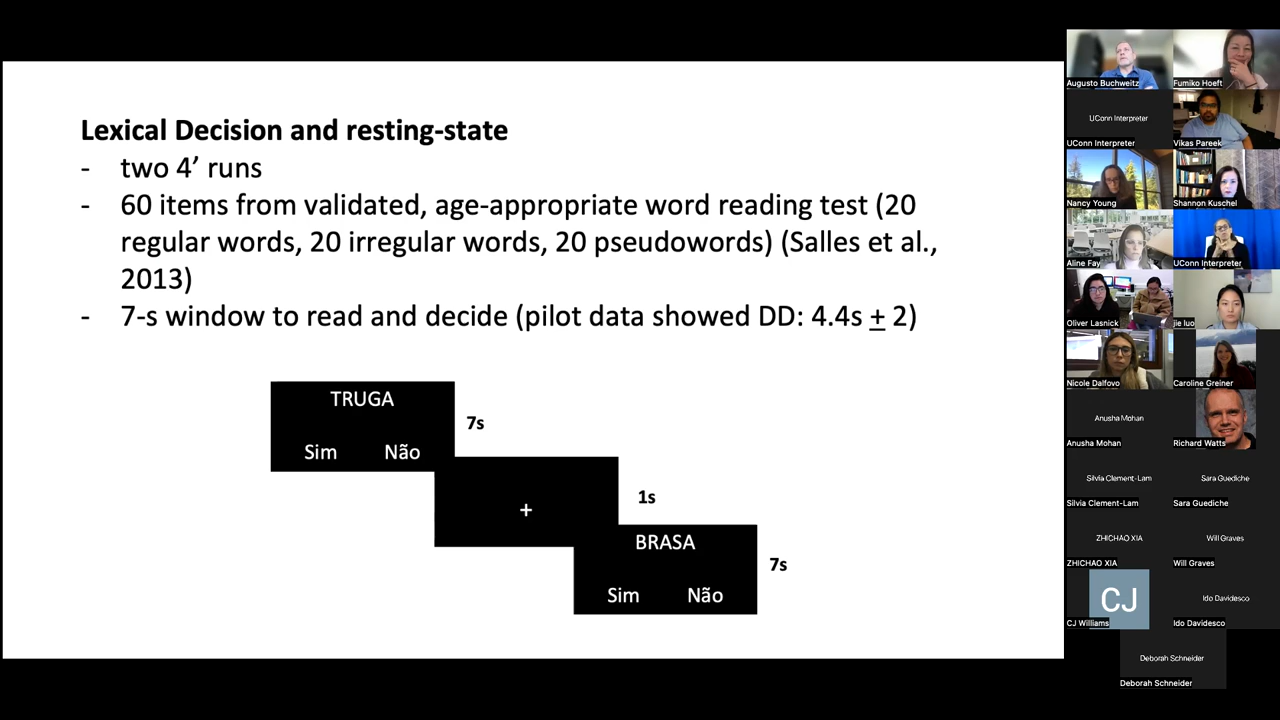 Lexical Decision and resting-state
- two 4’ runs
- 60 items from validated, age-appropriate word reading test (20
regular words, 20 irregular words, 20 pseudowords) (Salles et al.,
2013)
- 7-s window to read and decide (pilot data showed DD: 4.4s ± 2)
TRUGA
Sim Não
7s
+
1s
BRASA
Sim Não
7s
Augusto Buchweitz
Fumiko Hoeft
UConn Interpreter
UConn Interpreter
Vikas Pareek
Nancy Young
Shannon Kuschel
Aline Fay
UConn Interpreter
Oliver Lasnick
jie luo
Nicole Dalfovo
Caroline Greiner
Anusha Mohan
Anusha Mohan
Richard Watts
Silvia Clement-Lam
Sara Guediche
Silvia Clement-Lam
Sara Guediche
ZHICHAO XIA
Will Graves
ZHICHAO XIA
Will Graves
CJ
Ido Davidesco
CJ Williams
Ido Davidesco
Deborah Schneider
Deborah Schneider